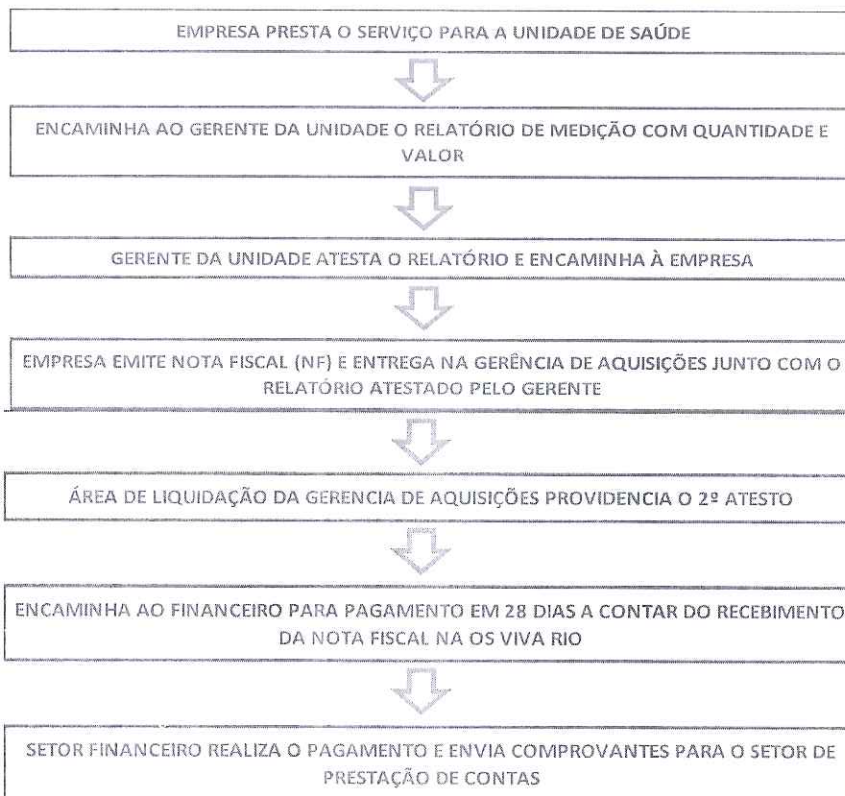 EMPRESA PRESTA O SERVIÇO PARA A UNIDADE DE SAÚDE
ENCAMINHA AO GERENTE DA UNIDADE O RELATÓRIO DE MEDIÇÃO COM QUANTIDADE E
VALOR
GERENTE DA UNIDADE ATESTA O RELATÓRIO E ENCAMINHA À EMPRESA
EMPRESA EMITE NOTA FISCAL (NF) E ENTREGA NA GERÊNCIA DE AQUISIÇÕES JUNTO COM O
RELATÓRIO ATESTADO PELO GERENTE
ÁREA DE LIQUIDAÇÃO DA GERENCIA DE AQUISIÇÕES PROVIDENCIA O 2º ATESTO
ENCAMINHA AO FINANCEIRO PARA PAGAMENTO EM 28 DIAS A CONTAR DO RECEBIMENTO
DA NOTA FISCAL NA OS VIVA RIO
SETOR FINANCEIRO REALIZA O PAGAMENTO E ENVIA COMPROVANTES PARA O SETOR DE
PRESTAÇÃO DE CONTAS